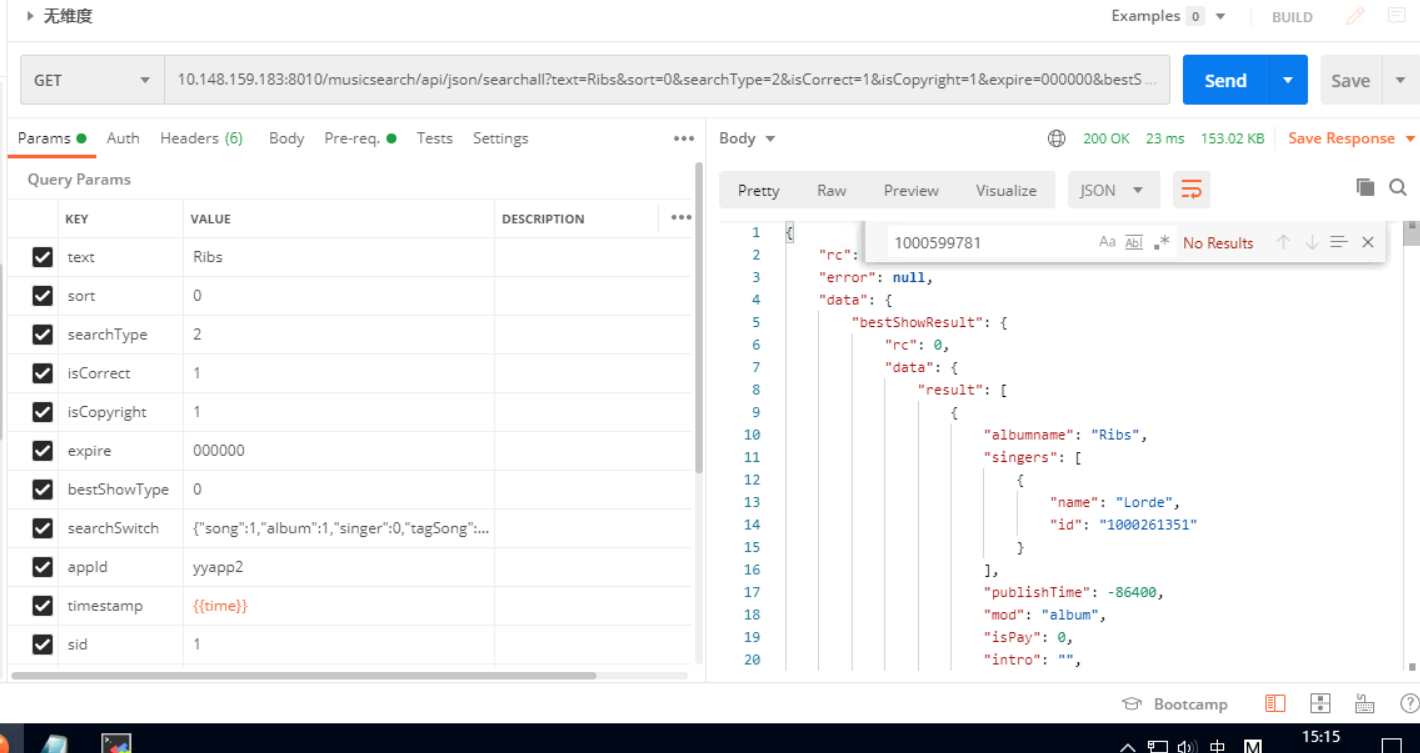 无维度
Examples 0 BUILD
GET 10.148.159.183:8010/musicsearch/api/json/searchall?text=Ribs&sort=0&searchType=2&isCorrect=1&isCopyright=1&expire=000000&bestS ... Send Save
Params Auth Headers (6) Body Pre-req. Tests Settings
Query Params
KEY VALUE DESCRIPTION
text Ribs
sort 0
searchType 2
isCorrect 1
isCopyright 1
expire 000000
bestShowType 0
searchSwitch {"song":1,"album":1,"singer":0,"tagSong":...
appId yyapp2
timestamp {{time}}
sid 1
Body 200 OK 23 ms 153.02 KB Save Response
Pretty Raw Preview Visualize JSON
1000599781 Aa Abl .* No Results
1 {
2 "rc":
3 "error": null,
4 "data": {
5 "bestShowResult": {
6 "rc": 0,
7 "data": {
8 "result": [
9 {
10 "albumname": "Ribs",
11 "singers": [
12 {
13 "name": "Lorde",
14 "id": "1000261351"
15 }
16 ],
17 "publishTime": -86400,
18 "mod": "album",
19 "isPay": 0,
20 "intro": "",
Bootcamp
中 M 15:15